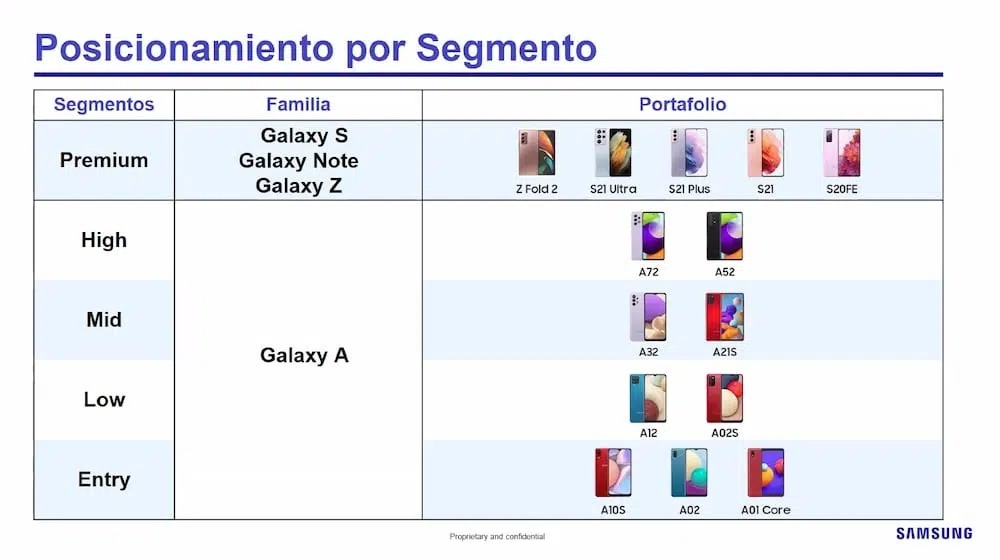 Posicionamiento por Segmento
Segmentos Familia Portafolio
Premium
Galaxy S
Galaxy Note
Galaxy Z
Z Fold 2 S21 Ultra S21 Plus S21 S20FE
High
A72 A52
Mid
A32 A21S
Galaxy A
Low
A12 A02S
Entry
A10S A02 A01 Core
Proprietary and confidential
SAMSUNG